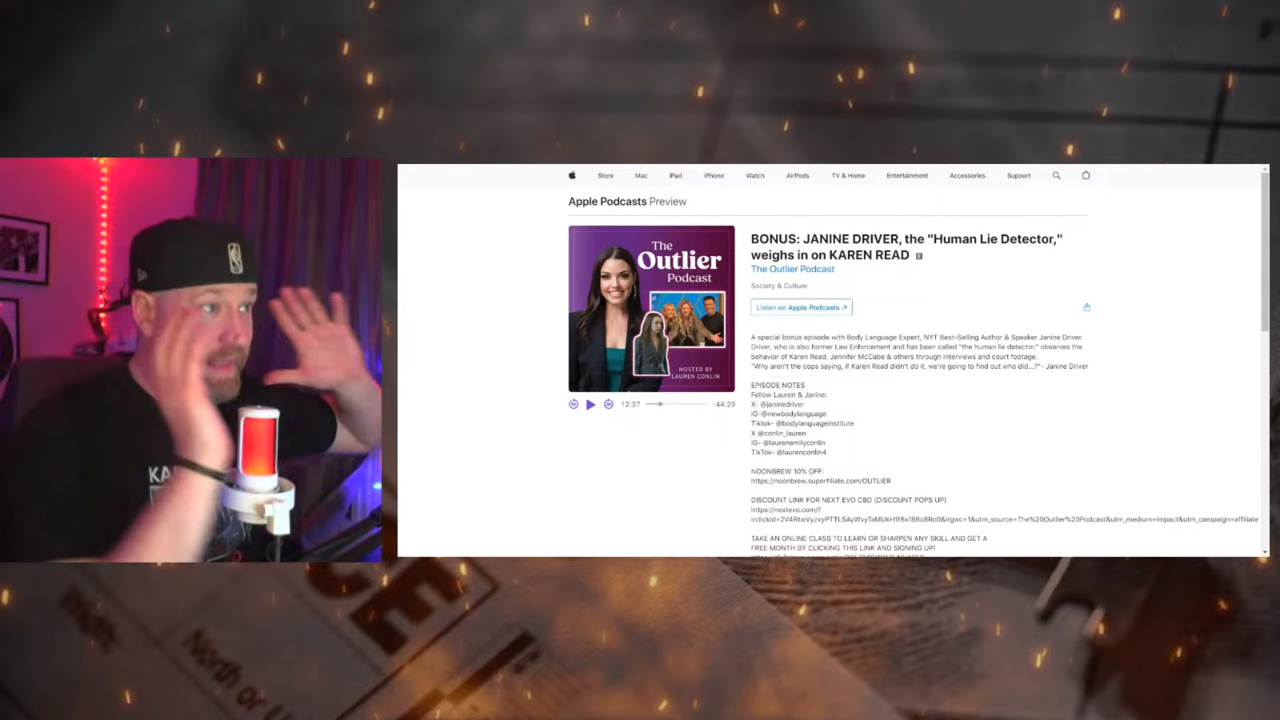 Store Mac iPad iPhone Watch AirPods TV & Home Entertainment Accessories Support
Apple Podcasts Preview
The
Outlier
Podcast
HOSTED BY
LAUREN CONLIN
12:37
-44:29
BONUS: JANINE DRIVER, the "Human Lie Detector,"
weighs in on KAREN READ
The Outlier Podcast
Society & Culture
Listen on Apple Podcasts ↗
A special bonus episode with Body Language Expert, NYT Best-Selling Author & Speaker Janine Driver.
Driver, who is also former Law Enforcement and has been called "the human lie detector," observes the
behavior of Karen Read, Jennifer McCabe & others through interviews and court footage.
"Why aren't the cops saying, if Karen Read didn't do it, we're going to find out who did...?"- Janine Driver
EPISODE NOTES
Follow Lauren & Janine:
X- @janinedriver
IG-@newbodylanguage
Tiktok- @bodylanguageinstitute
X @conlin_lauren
IG- @laurenemilyconlin
TikTok- @laurenconlin4
NOONBREW 10% OFF:
https://noonbrew.superfiliate.com/OUTLIER
DISCOUNT LINK FOR NEXT EVO CBD (DISCOUNT POPS UP)
https://nextevo.com/?
TAKE AN ONLINE CLASS TO LEARN OR SHARPEN ANY SKILL AND GET A
FREE MONTH BY CLICKING THIS LINK AND SIGNING UP!
KA
CE
North or